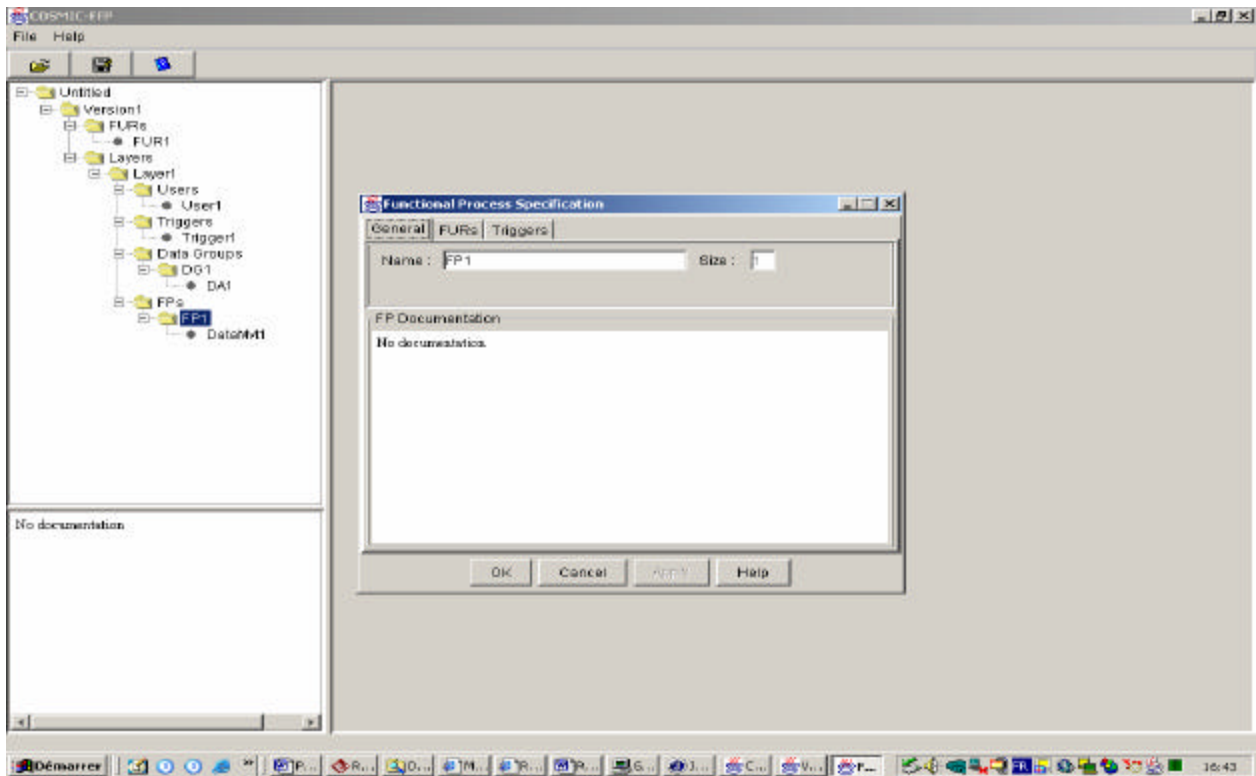 COSMIC-FFP
File Help
Untitled
Version1
FURs
FUR1
Layers
Layer1
Users
User1
Triggers
Trigger1
Data Groups
DG1
DA1
FPs
FP1
DataMvt1
No documentation
Functional Process Specification
General FURs Triggers
Name : FP1 Size : 1
FP Documentation
No documentation.
OK Cancel Apply Help
Démarrer P... R... O... M... R... R... G... J... C... V... F... FR 16:43